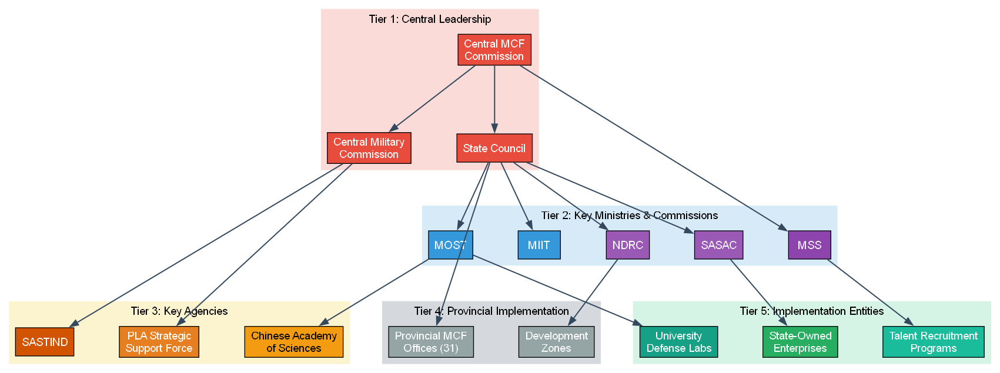 Tier 1: Central Leadership
Central MCF
Commission
Central Military
Commission
State Council
Tier 2: Key Ministries & Commissions
MOST
MIIT
NDRC
SASAC
MSS
Tier 3: Key Agencies
SASTIND
PLA Strategic
Support Force
Chinese Academy
of Sciences
Tier 4: Provincial Implementation
Provincial MCF
Offices (31)
Development
Zones
Tier 5: Implementation Entities
University
Defense Labs
State-Owned
Enterprises
Talent Recruitment
Programs